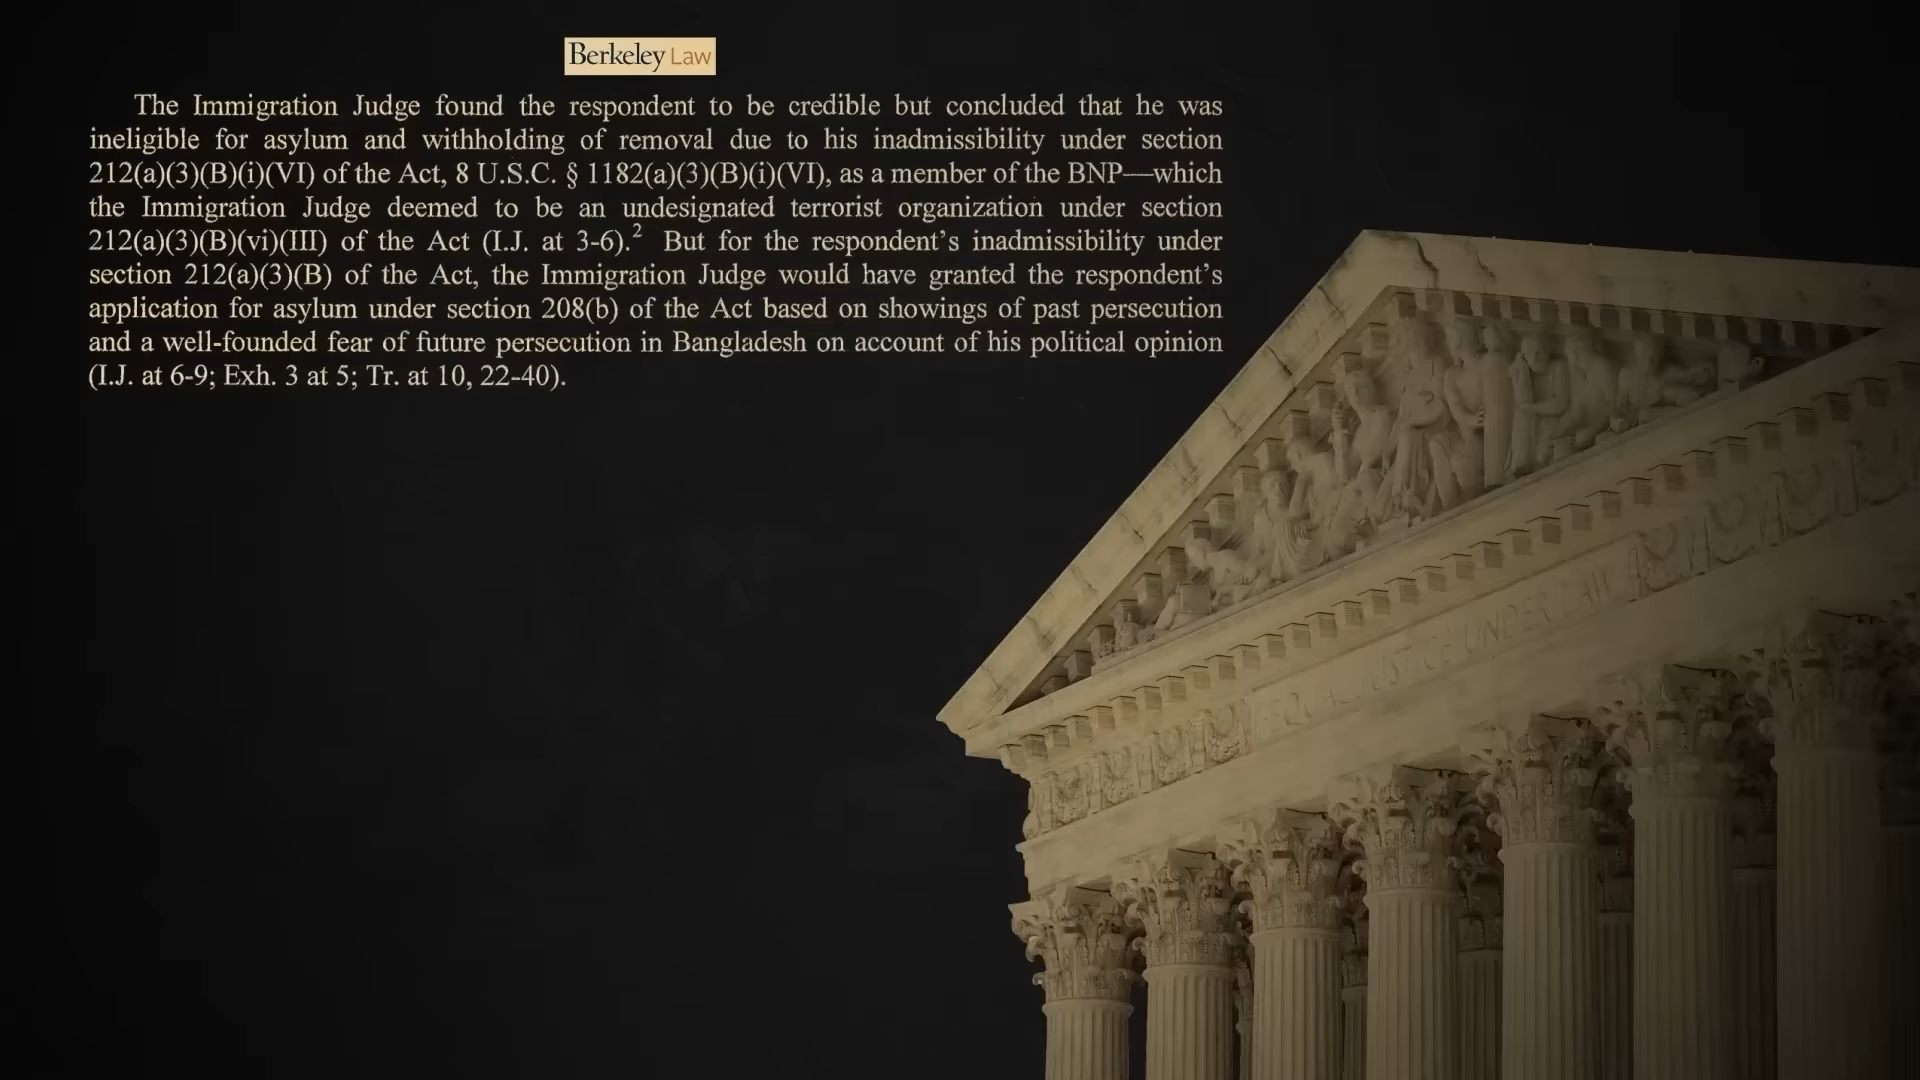 Berkeley Law
The Immigration Judge found the respondent to be credible but concluded that he was
ineligible for asylum and withholding of removal due to his inadmissibility under section
212(a)(3)(B)(i)(VI) of the Act, 8 U.S.C. § 1182(a)(3)(B)(i)(VI), as a member of the BNP—which
the Immigration Judge deemed to be an undesignated terrorist organization under section
212(a)(3)(B)(vi)(III) of the Act (I.J. at 3-6).2 But for the respondent's inadmissibility under
section 212(a)(3)(B) of the Act, the Immigration Judge would have granted the respondent's
application for asylum under section 208(b) of the Act based on showings of past persecution
and a well-founded fear of future persecution in Bangladesh on account of his political opinion
(I.J. at 6-9; Exh. 3 at 5; Tr. at 10, 22-40).
EQUAL JUSTICE UNDER LAW